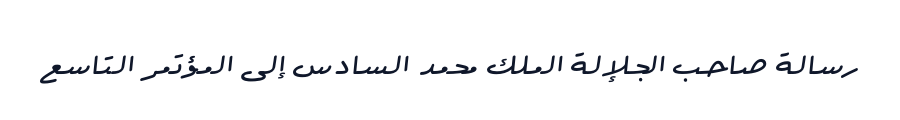 رسالة صاحب الجلالة الملك محمد السادس إلى المؤتمر التاسع